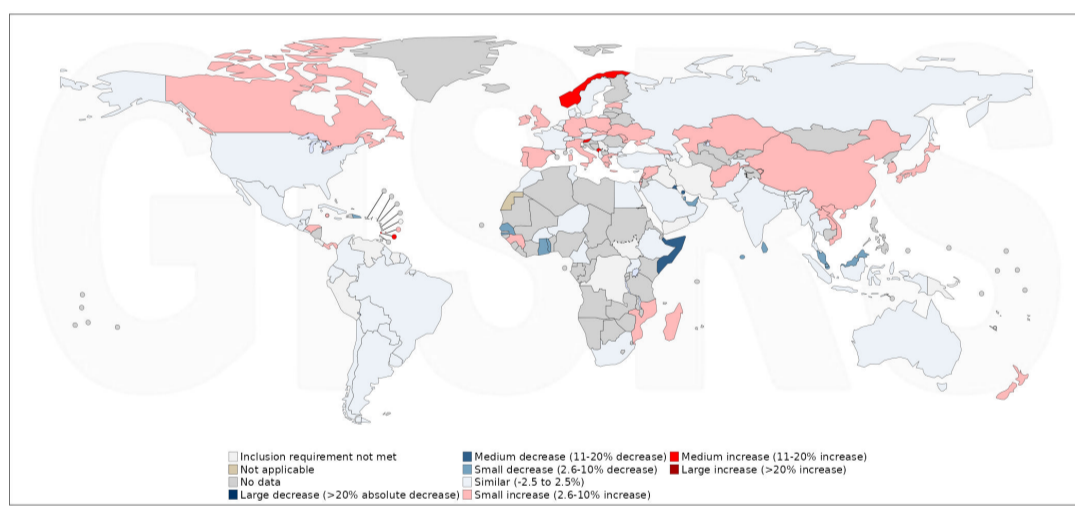 GISRS
Inclusion requirement not met
Not applicable
No data
Large decrease (>20% absolute decrease)
Medium decrease (11-20% decrease)
Small decrease (2.6-10% decrease)
Similar (-2.5 to 2.5%)
Small increase (2.6-10% increase)
Medium increase (11-20% increase)
Large increase (>20% increase)